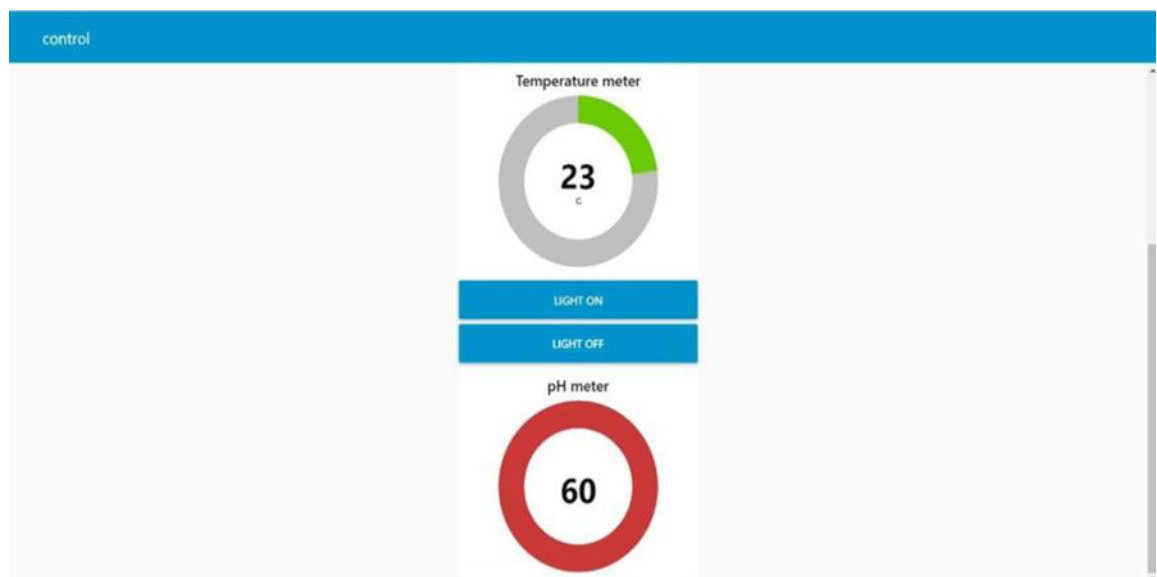 control
Temperature meter
23
c
LIGHT ON
LIGHT OFF
pH meter
60